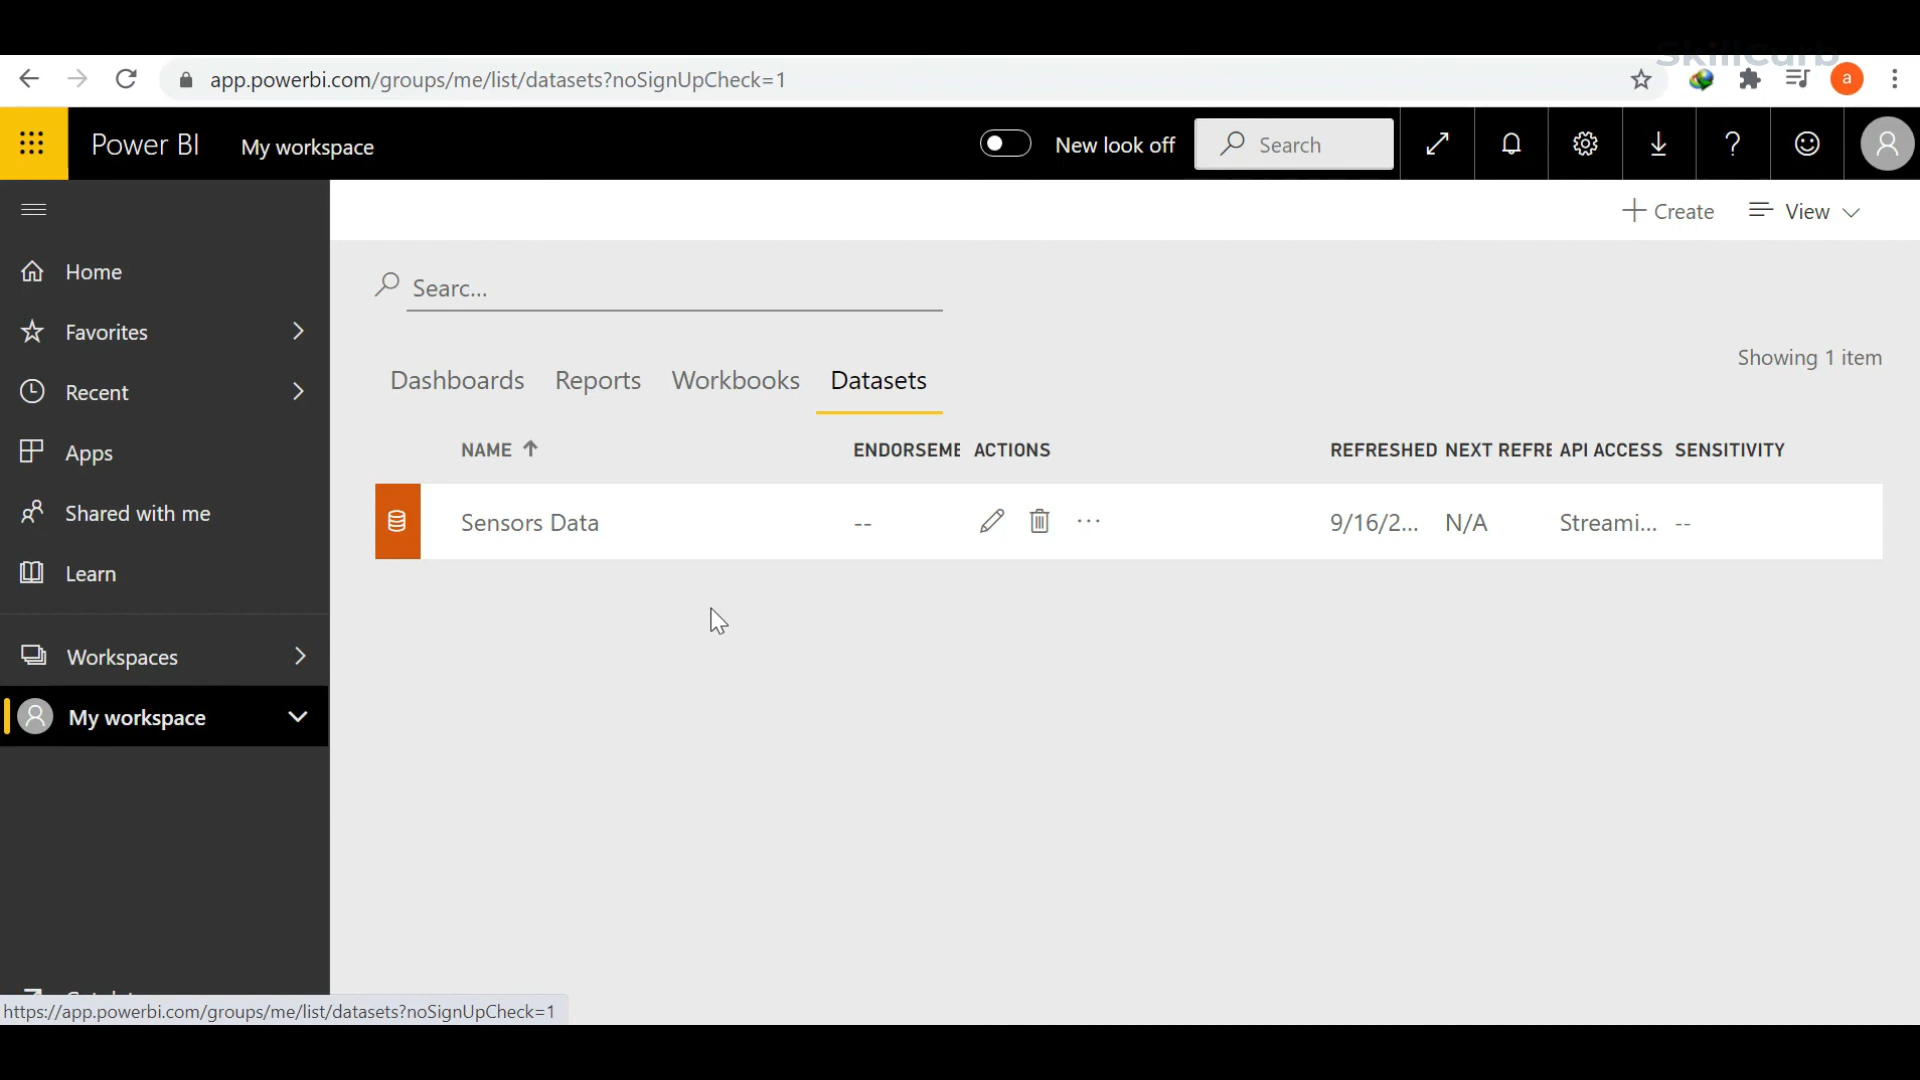 SkillCurb
app.powerbi.com/groups/me/list/datasets?noSignUpCheck=1
a
Power BI
My workspace
New look off
Search
?
Create
View
Home
Favorites
Recent
Apps
Shared with me
Learn
Workspaces
My workspace
Searc...
Showing 1 item
Dashboards Reports Workbooks Datasets
NAME ENDORSEME ACTIONS REFRESHED NEXT REFRE API ACCESS SENSITIVITY
Sensors Data -- ... 9/16/2... N/A Streami... --
https://app.powerbi.com/groups/me/list/datasets?noSignUpCheck=1